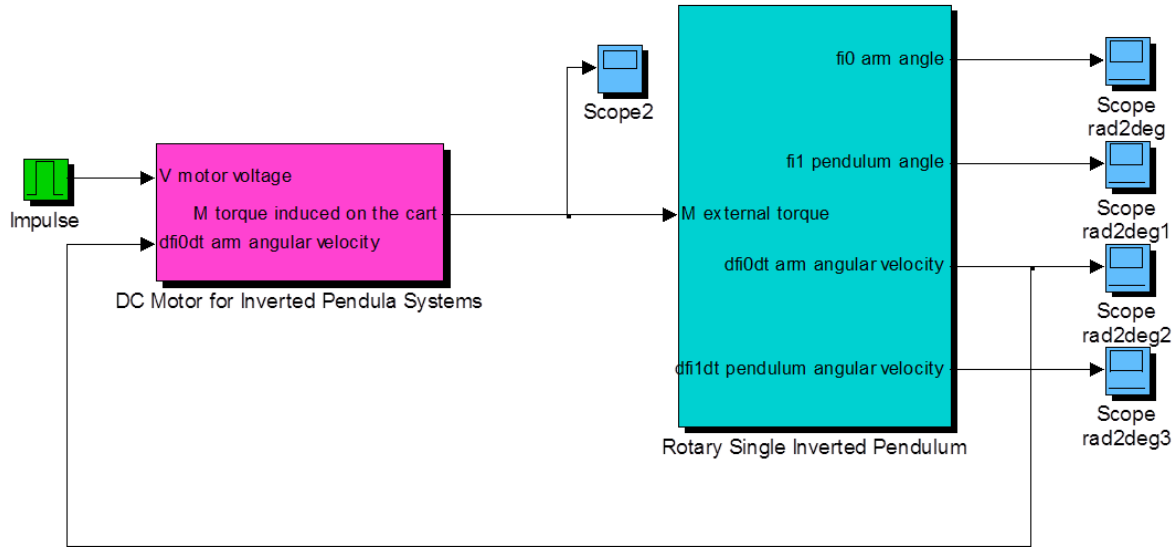 fi0 arm angle
Scope
rad2deg
Scope2
fi1 pendulum angle
Scope
rad2deg1
V motor voltage
Impulse
M torque induced on the cart
M external torque
dfi0dt arm angular velocity
DC Motor for Inverted Pendula Systems
dfi0dt arm angular velocity
Scope
rad2deg2
dfi1dt pendulum angular velocity
Scope
rad2deg3
Rotary Single Inverted Pendulum